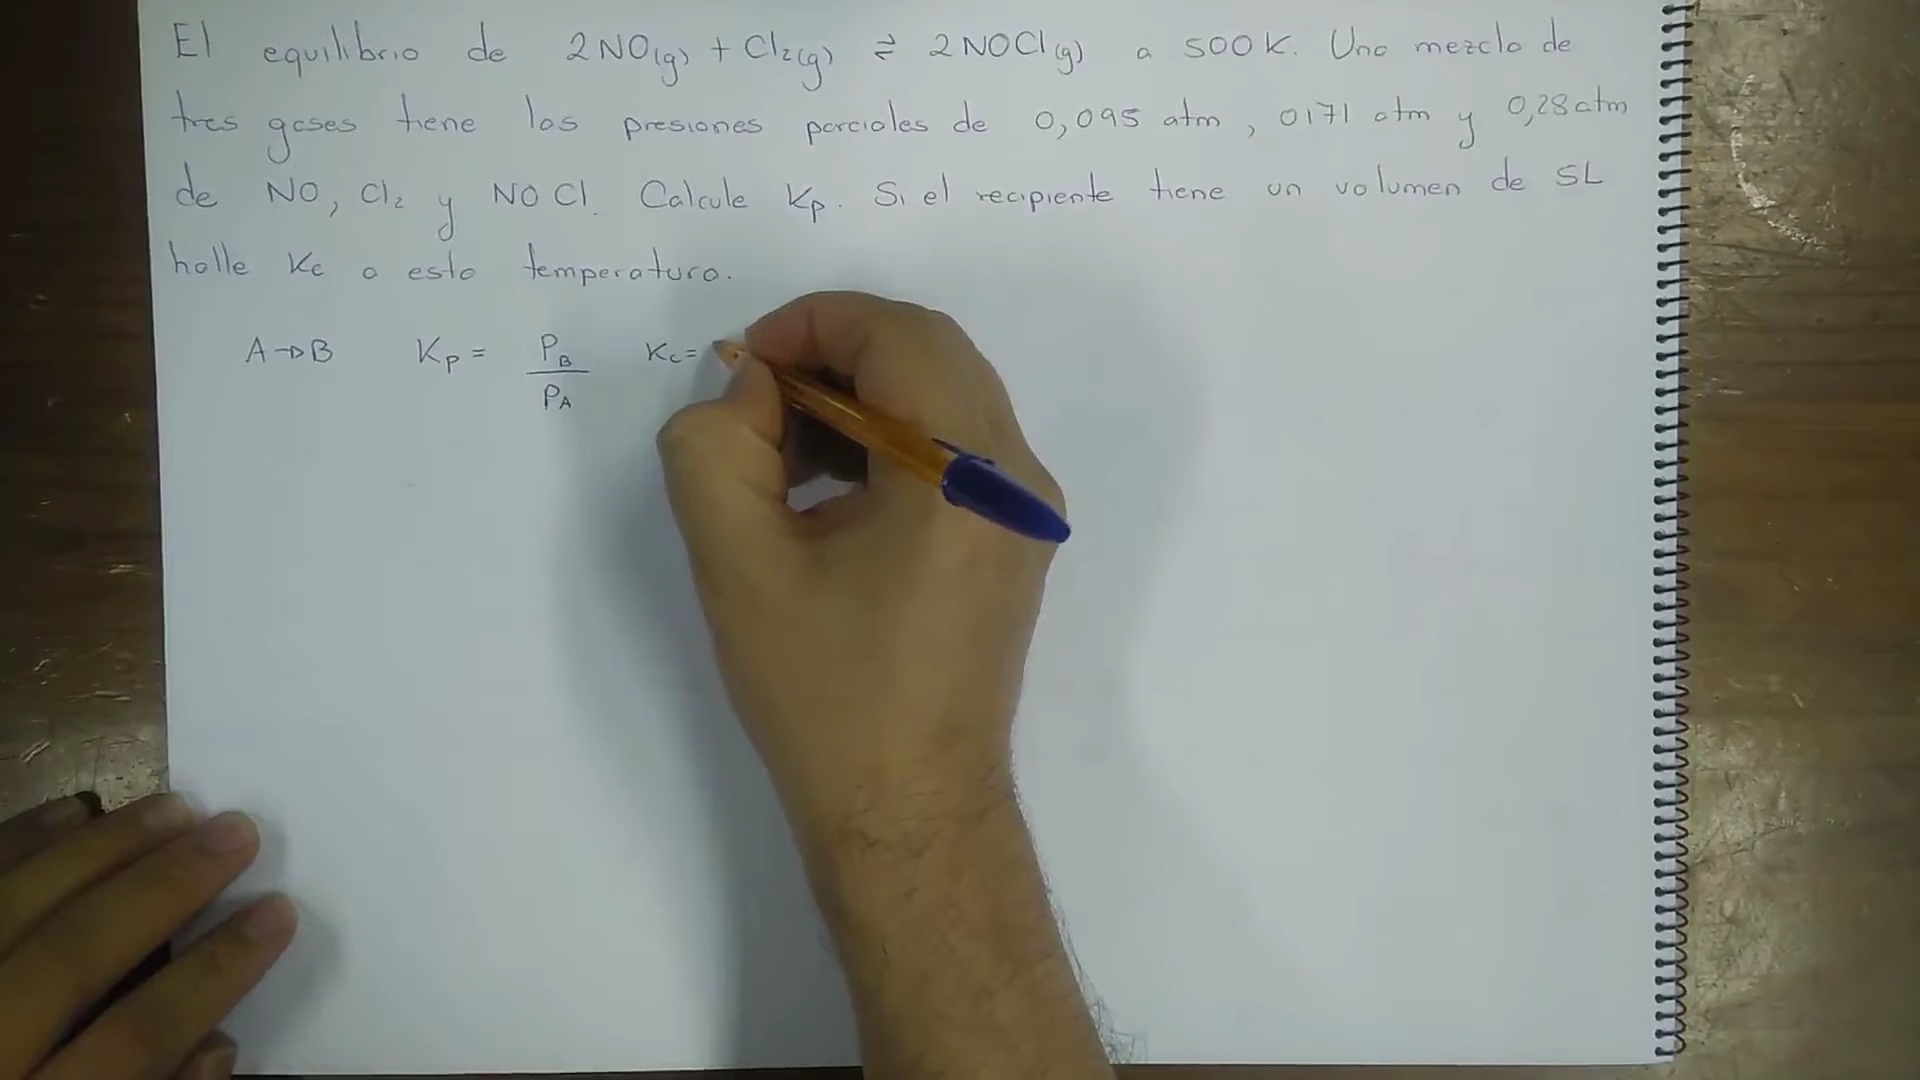 El equilibrio de 2NO(g) + Cl2(g) ⇌ 2NOCl(g) a 500K. Una mezcla de
tres gases tiene las presiones parciales de 0,095 atm, 0171 atm y 0,28 atm
de NO, Cl2 y NOCl. Calcule Kp. Si el recipiente tiene un volumen de 5L
halle Kc a esta temperatura.
A→B Kp = PB/PA Kc=